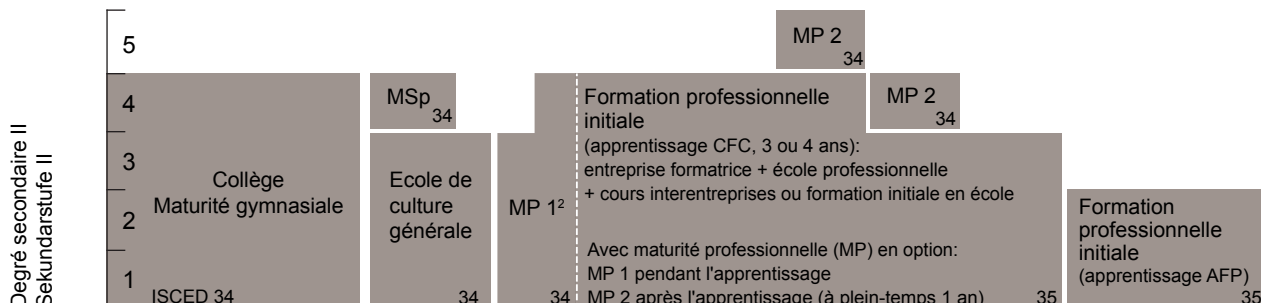 Degré secondaire II
Sekundarstufe II
5
4
3
2
1
MP 2
34
MSp
34
MP 2
34
Collège
Maturité gymnasiale
ISCED 34
Ecole de
culture
générale
34
MP 1²
34
Formation professionnelle
initiale
(apprentissage CFC, 3 ou 4 ans):
entreprise formatrice + école professionnelle
+ cours interentreprises ou formation initiale en école
Avec maturité professionnelle (MP) en option:
MP 1 pendant l'apprentissage
MP 2 après l'apprentissage (à plein-temps 1 an)
35
Formation
professionnelle
initiale
(apprentissage AFP)
35